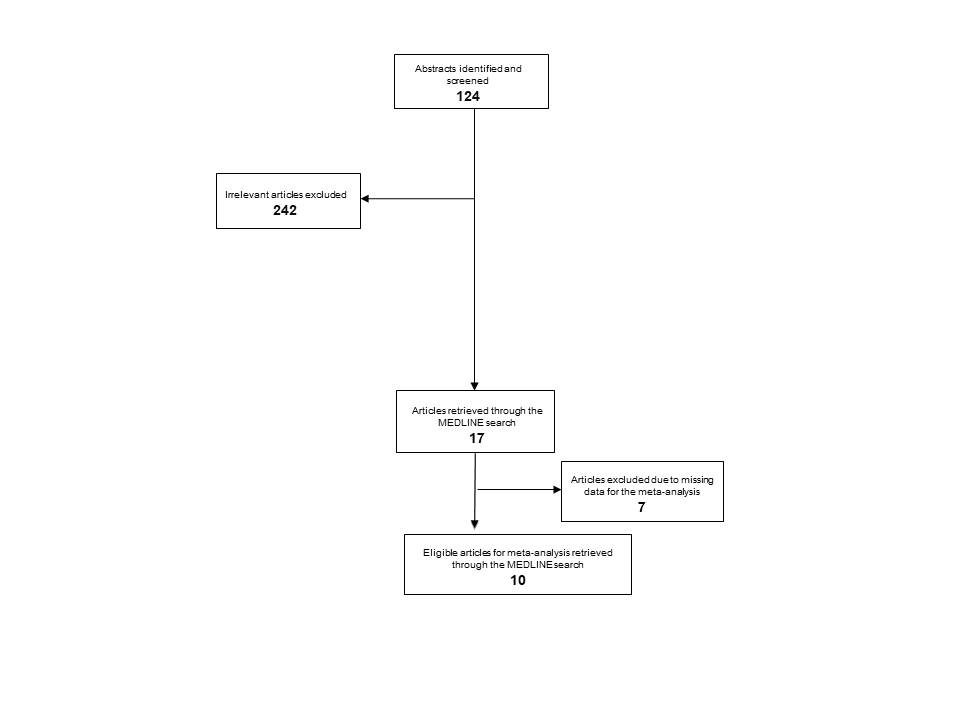 Abstracts identified and
screened
124
Irrelevant articles excluded
242
Articles retrieved through the
MEDLINE search
17
Articles excluded due to missing
data for the meta-analysis
7
Eligible articles for meta-analysis retrieved
through the MEDLINE search
10